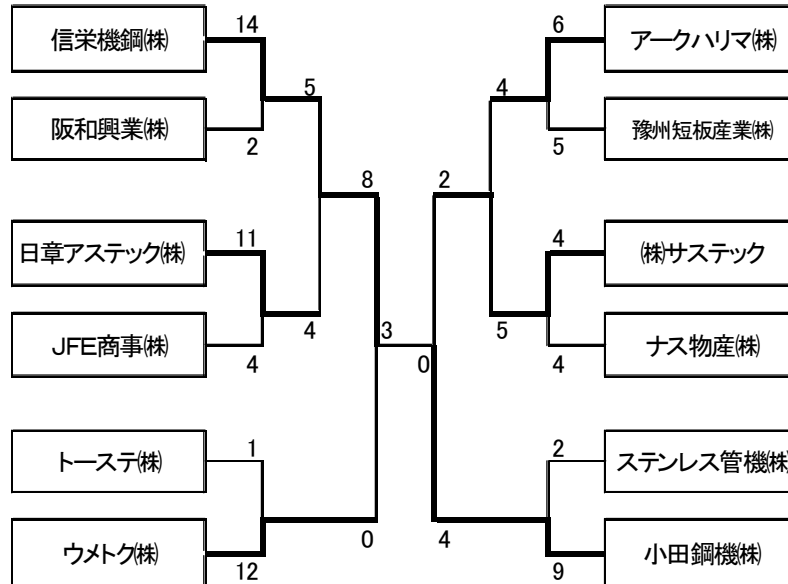 信栄機鋼㈱
14
阪和興業㈱
2
5
日章アステック㈱
11
JFE商事㈱
4
4
8
トーステ㈱
1
ウメトク㈱
12
0
3
0
アークハリマ㈱
6
豫州短板産業㈱
5
4
㈱サステック
4
ナス物産㈱
4
5
2
ステンレス管機㈱
2
小田鋼機㈱
9
4